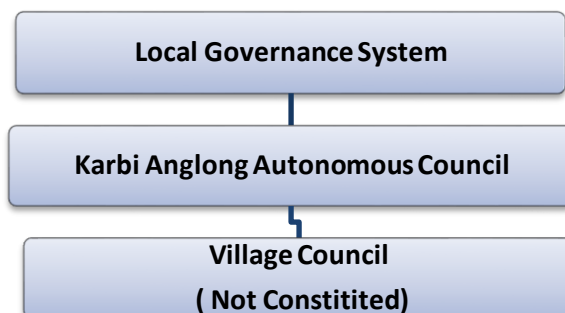 Local Governance System
Karbi Anglong Autonomous Council
Village Council
( Not Constitited)